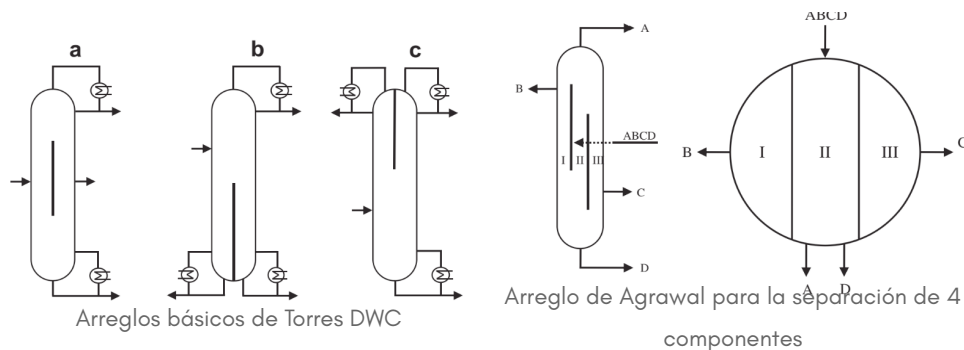 a
b
c
Arreglos básicos de Torres DWC
A
B
ABCD
I
II
III
C
D
ABCD
B
I
II
III
C
A
D
Arreglo de Agrawal para la separación de 4
componentes